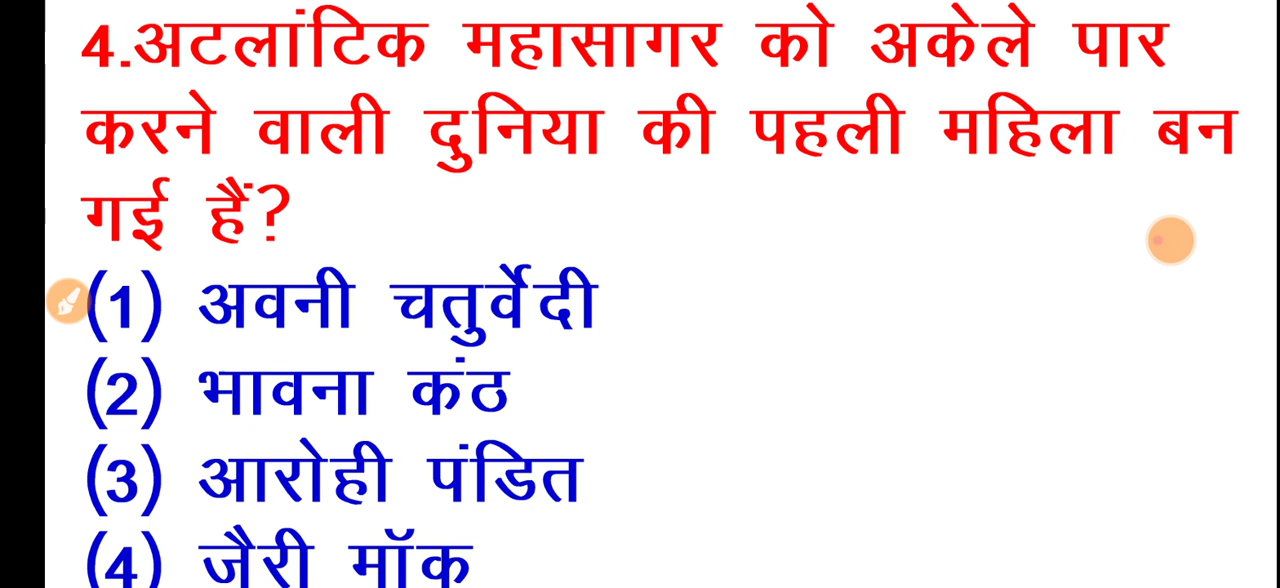 4.अटलांटिक महासागर को अकेले पार
करने वाली दुनिया की पहली महिला बन
गई हैं?
(1) अवनी चतुर्वेदी
(2) भावना कंठ
(3) आरोही पंडित
(4) जैरी मॉक